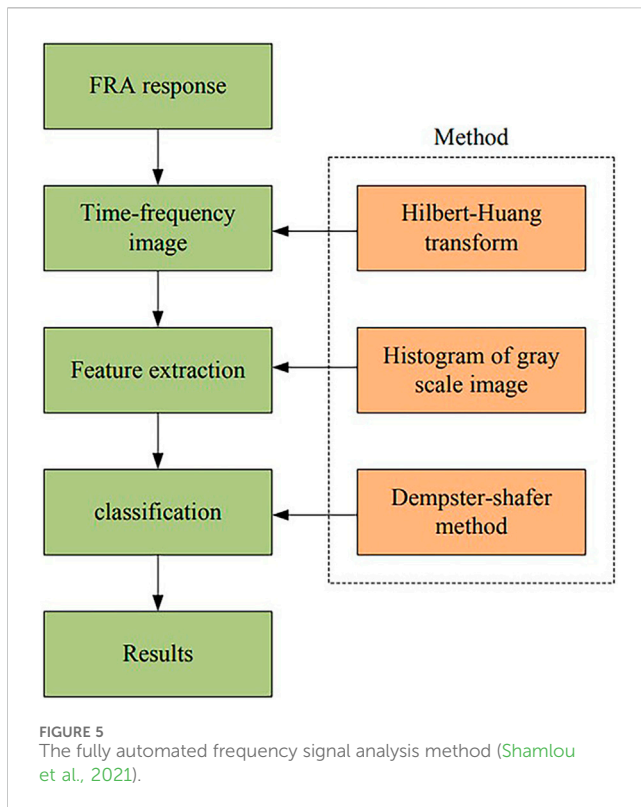 FRA response
Method
Time-frequency
image
Hilbert-Huang
transform
Feature extraction
Histogram of gray
scale image
classification
Dempster-shafer
method
Results
FIGURE 5
The fully automated frequency signal analysis method (Shamlou
et al., 2021).